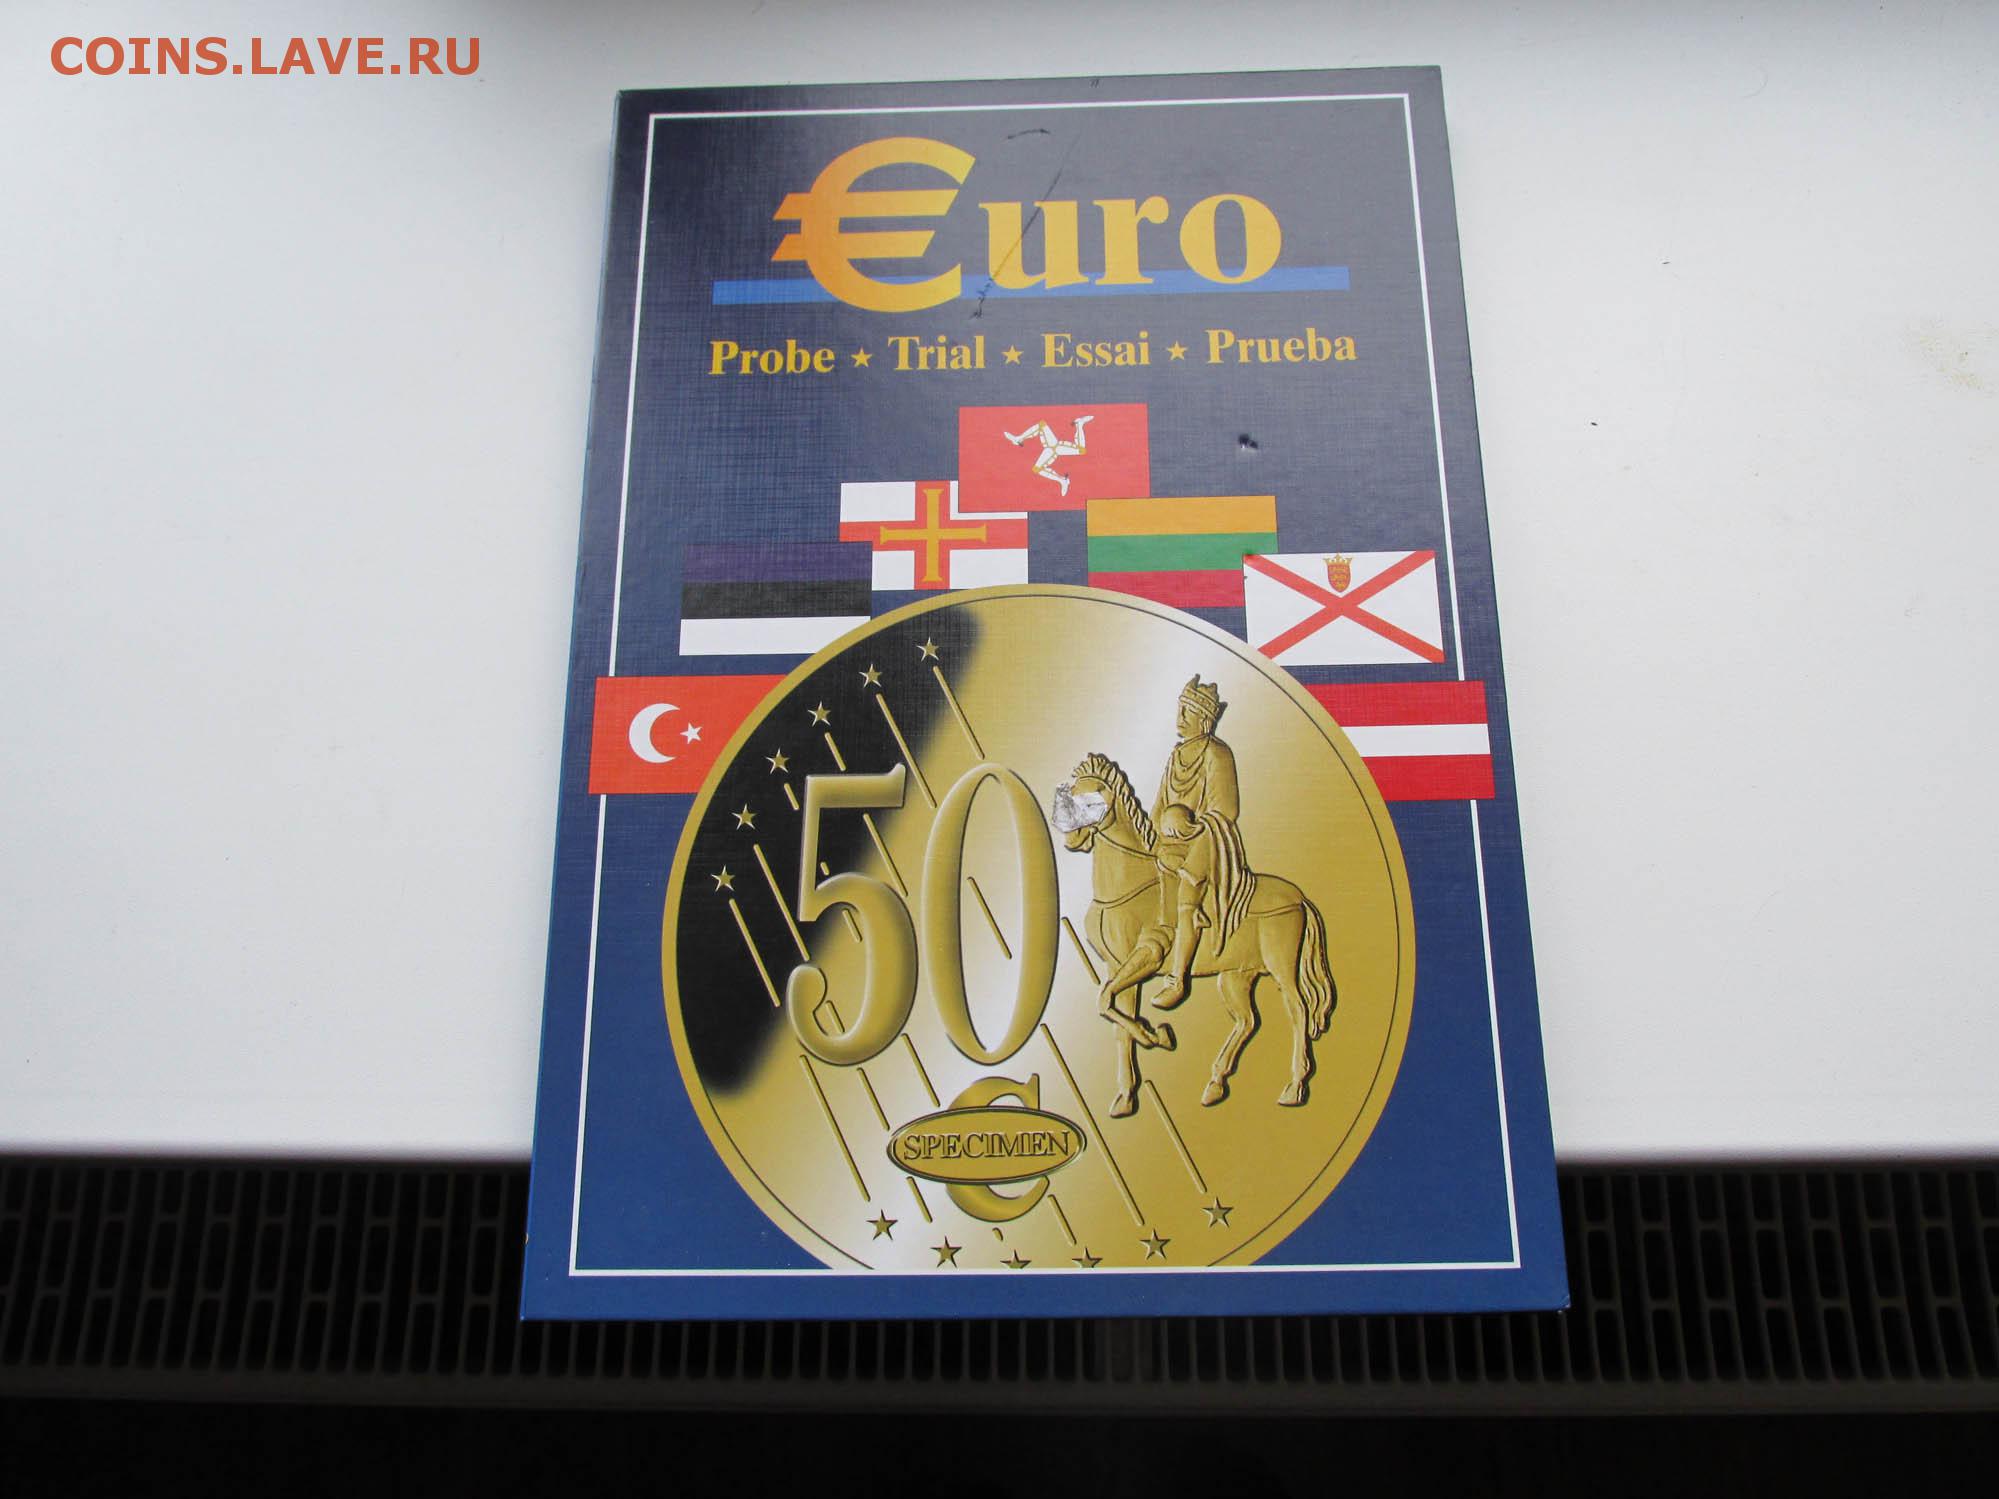 COINS.LAVE.RU
€uro
Probe ★ Trial ★ Essai ★ Prueba
50
SPECIMEN